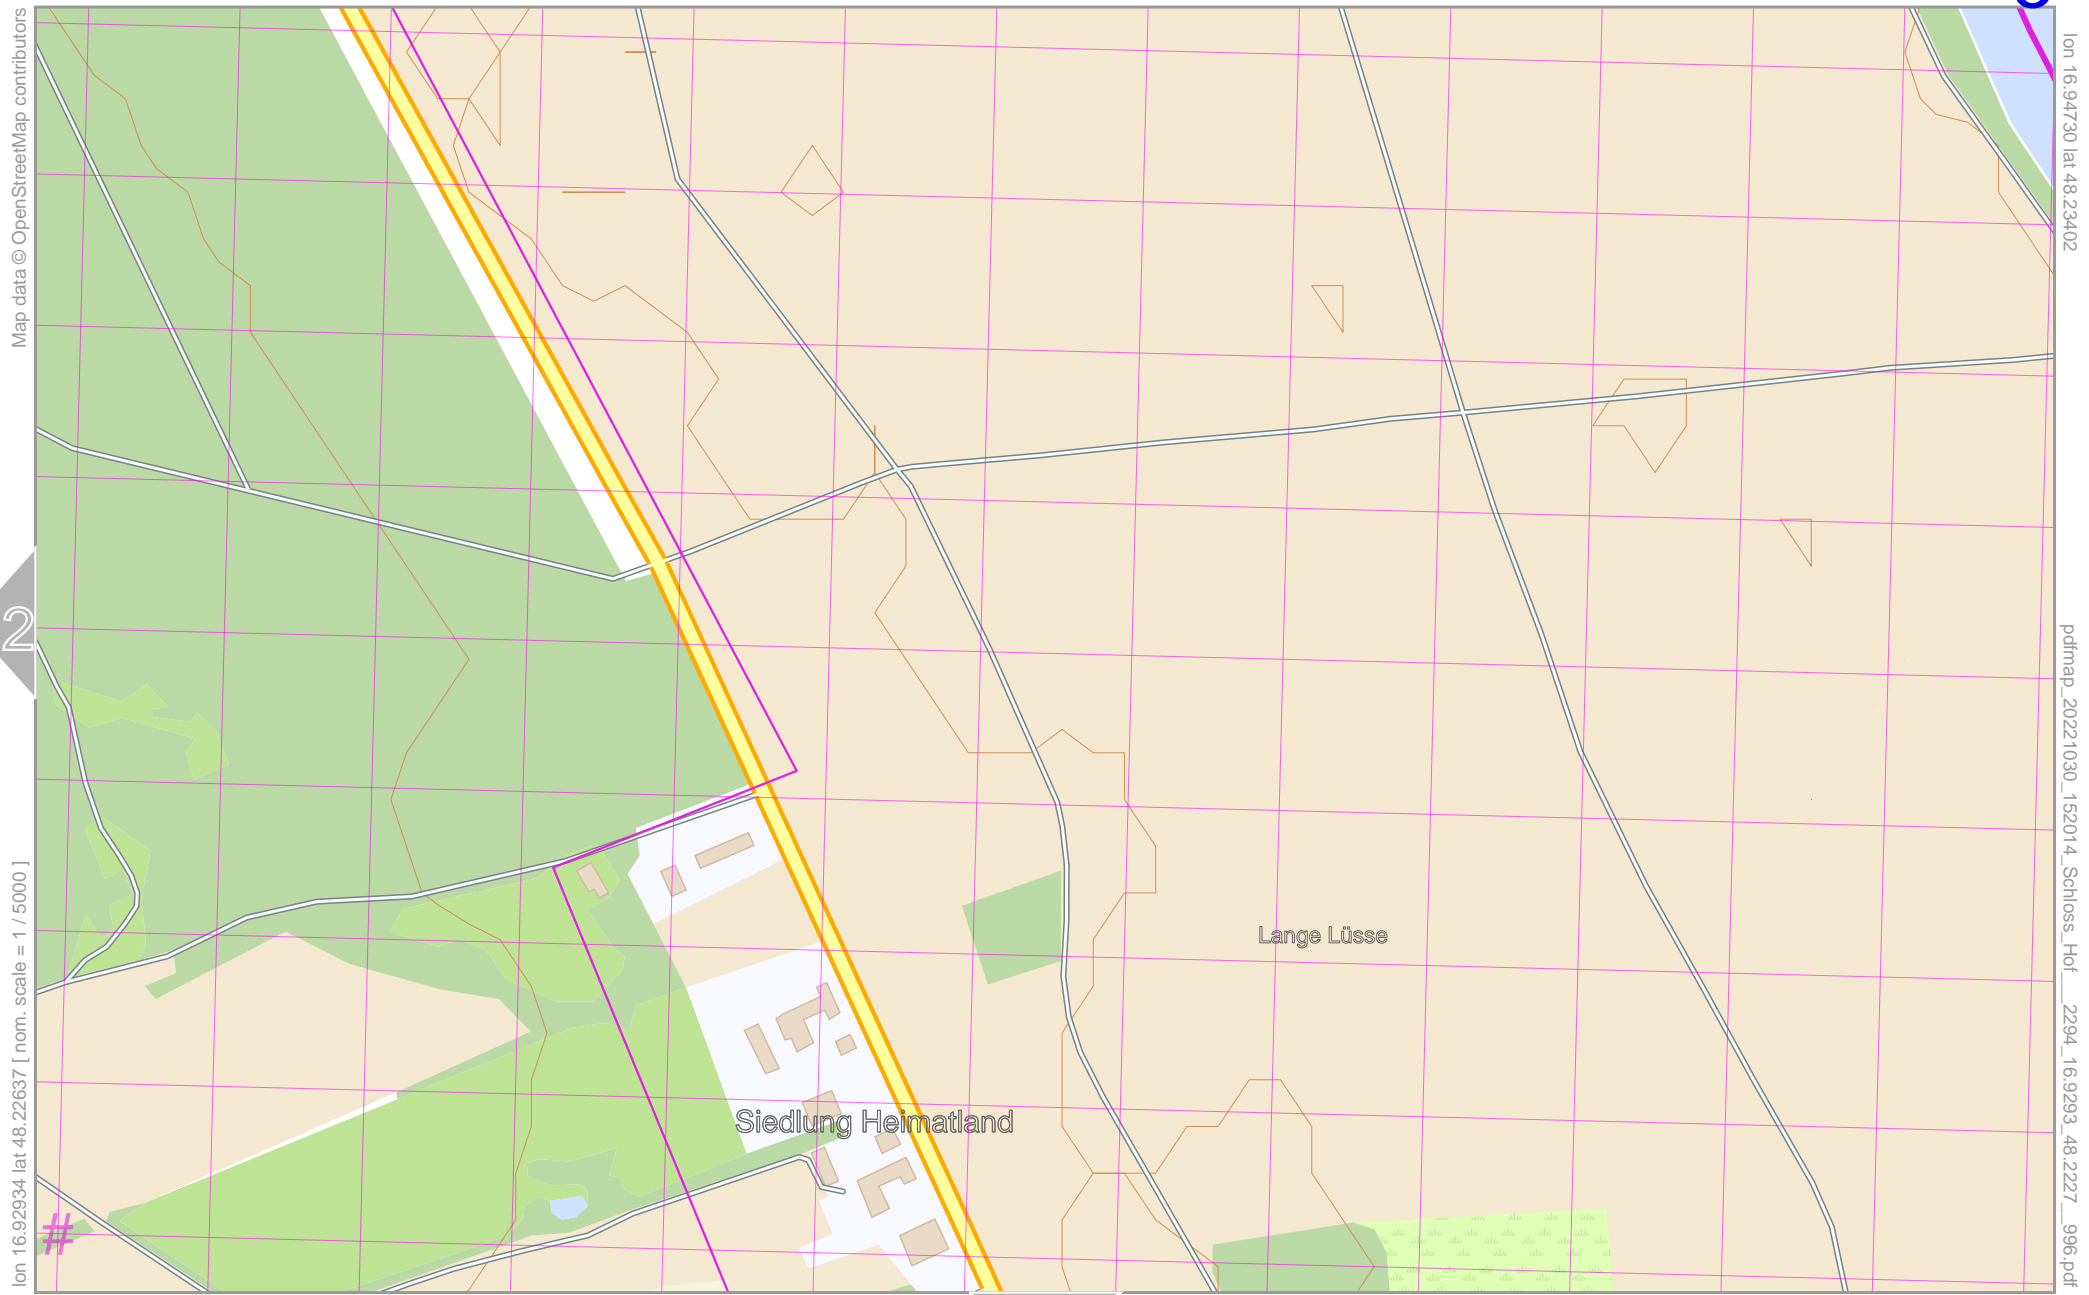 Map data © OpenStreetMap contributors
lon 16.94730 lat 48.23402
2
Lange Lüsse
Siedlung Heimatland
#
lon 16.92934 lat 48.22637 [ nom. scale = 1 / 5000 ]
pdfmap_20221030_152014_Schloss_Hof___2294_16.9293_48.2227__996.pdf